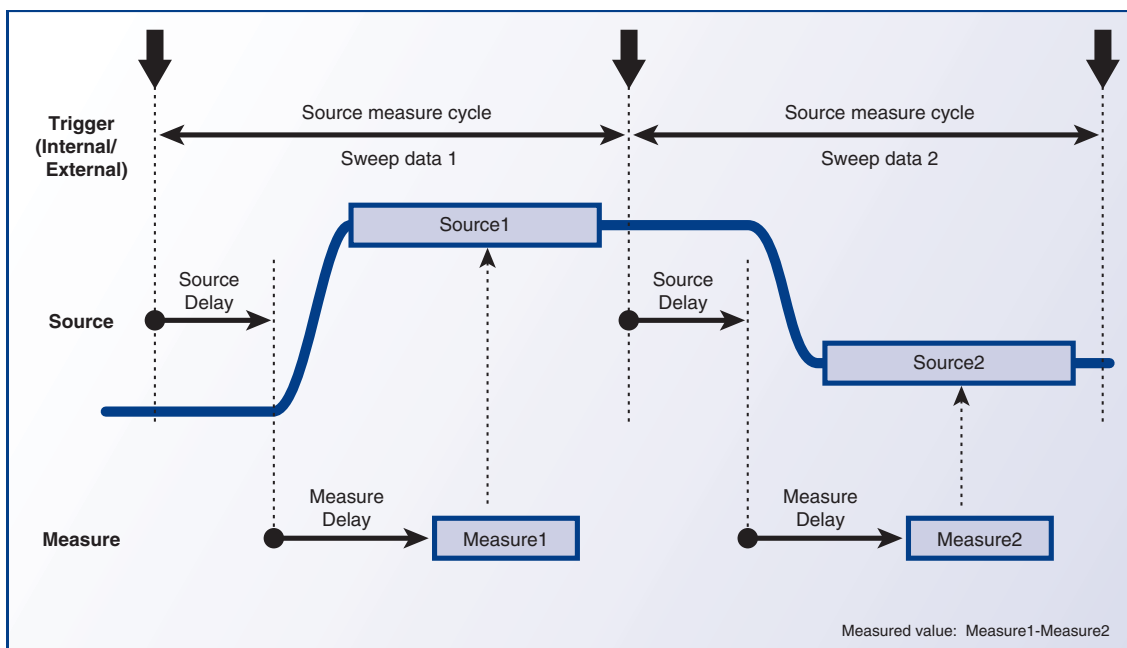 Trigger
(Internal/
External)
Source measure cycle
Source measure cycle
Sweep data 1
Sweep data 2
Source1
Source
Delay
Source
Delay
Source
Source2
Measure
Delay
Measure
Delay
Measure
Measure1
Measure2
Measured value: Measure1-Measure2